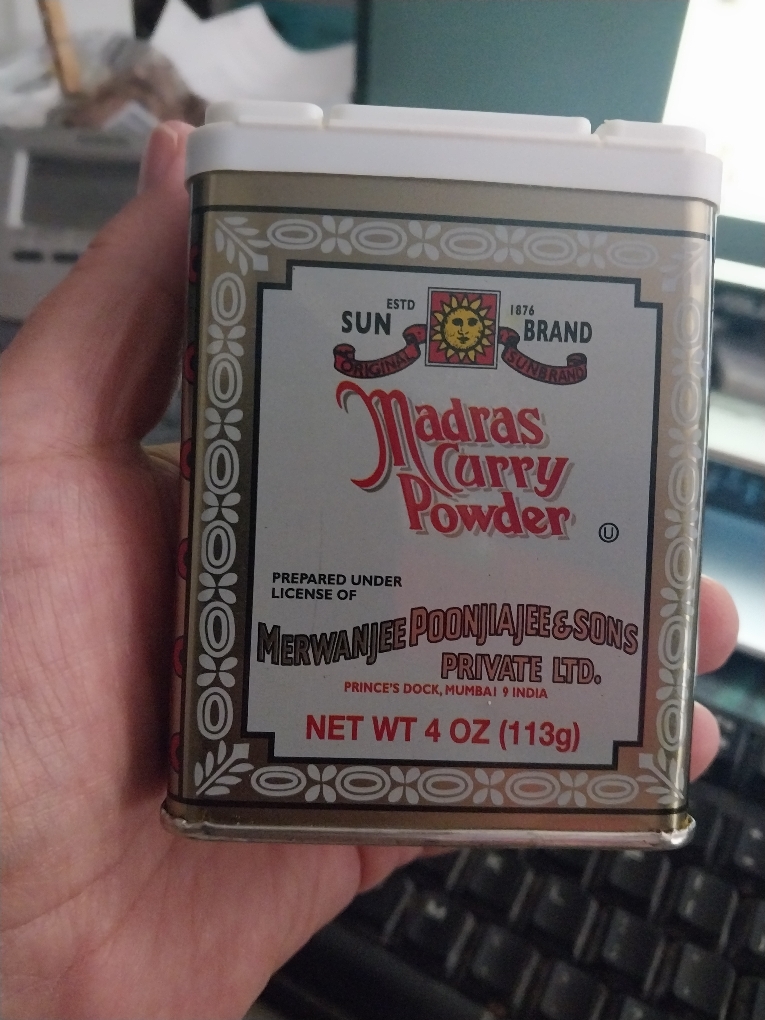 ESTD 1876
SUN BRAND
ORIGINAL SUNBRAND
Madras
Curry
Powder
U
PREPARED UNDER
LICENSE OF
MERWANJEE POONJIAJEE & SONS
PRIVATE LTD.
PRINCE'S DOCK, MUMBAI 9 INDIA
NET WT 4 OZ (113g)